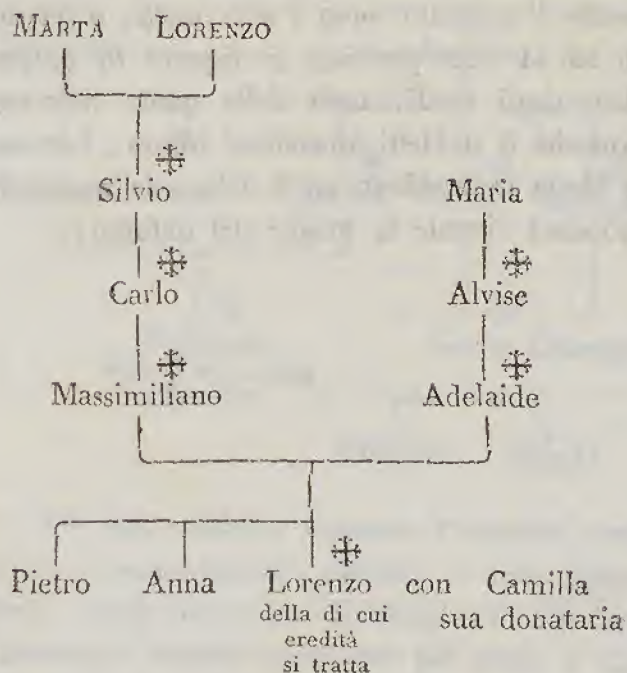 MARTA LORENZO
Silvio Maria
Carlo Alvise
Massimiliano Adelaide
Pietro Anna Lorenzo con Camilla
della di cui sua donataria
eredità
si tratta